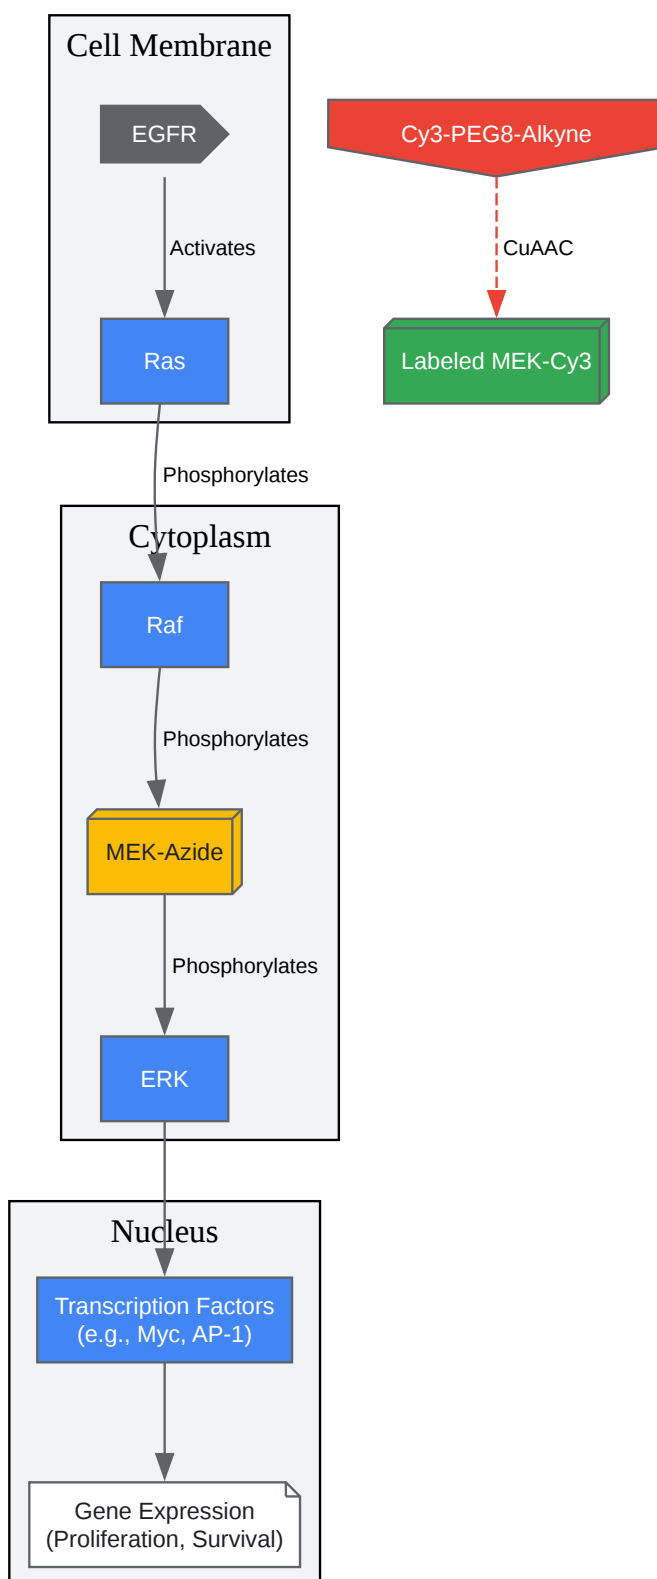 Cell Membrane
EGFR
Cy3-PEG8-Alkyne
Activates
CuAAC
Ras
Labeled MEK-Cy3
Phosphorylates
Cytoplasm
Raf
Phosphorylates
MEK-Azide
Phosphorylates
ERK
Nucleus
Transcription Factors
(e.g., Myc, AP-1)
Gene Expression
(Proliferation, Survival)